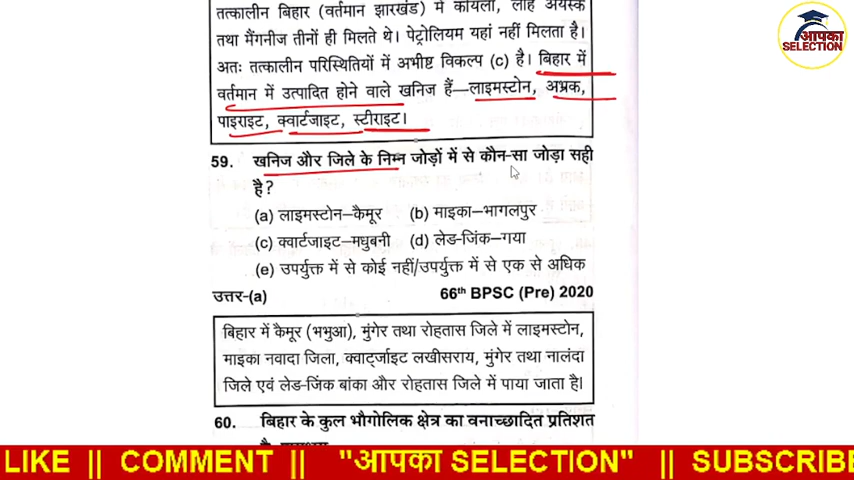 तत्कालीन बिहार (वर्तमान झारखंड) में कोयला, लौह अयस्क
तथा मैंगनीज तीनों ही मिलते थे। पेट्रोलियम यहां नहीं मिलता है।
अतः तत्कालीन परिस्थितियों में अभीष्ट विकल्प (c) है। बिहार में
वर्तमान में उत्पादित होने वाले खनिज हैं—लाइमस्टोन, अभ्रक,
पाइराइट, क्वार्टजाइट, स्टीराइट।
59. खनिज और जिले के निम्न जोड़ों में से कौन-सा जोड़ा सही
है?
(a) लाइमस्टोन—कैमूर (b) माइका-भागलपुर
(c) क्वार्टजाइट—मधुबनी (d) लेड-जिंक—गया
(e) उपर्युक्त में से कोई नहीं/उपर्युक्त में से एक से अधिक
उत्तर-(a) 66th BPSC (Pre) 2020
बिहार में कैमूर (भभुआ), मुंगेर तथा रोहतास जिले में लाइमस्टोन,
माइका नवादा जिला, क्वार्ट्जाइट लखीसराय, मुंगेर तथा नालंदा
जिले एवं लेड-जिंक बांका और रोहतास जिले में पाया जाता है।
60. बिहार के कुल भौगोलिक क्षेत्र का वनाच्छादित प्रतिशत
आपका
SELECTION
LIKE || COMMENT || "आपका SELECTION" || SUBSCRIBE